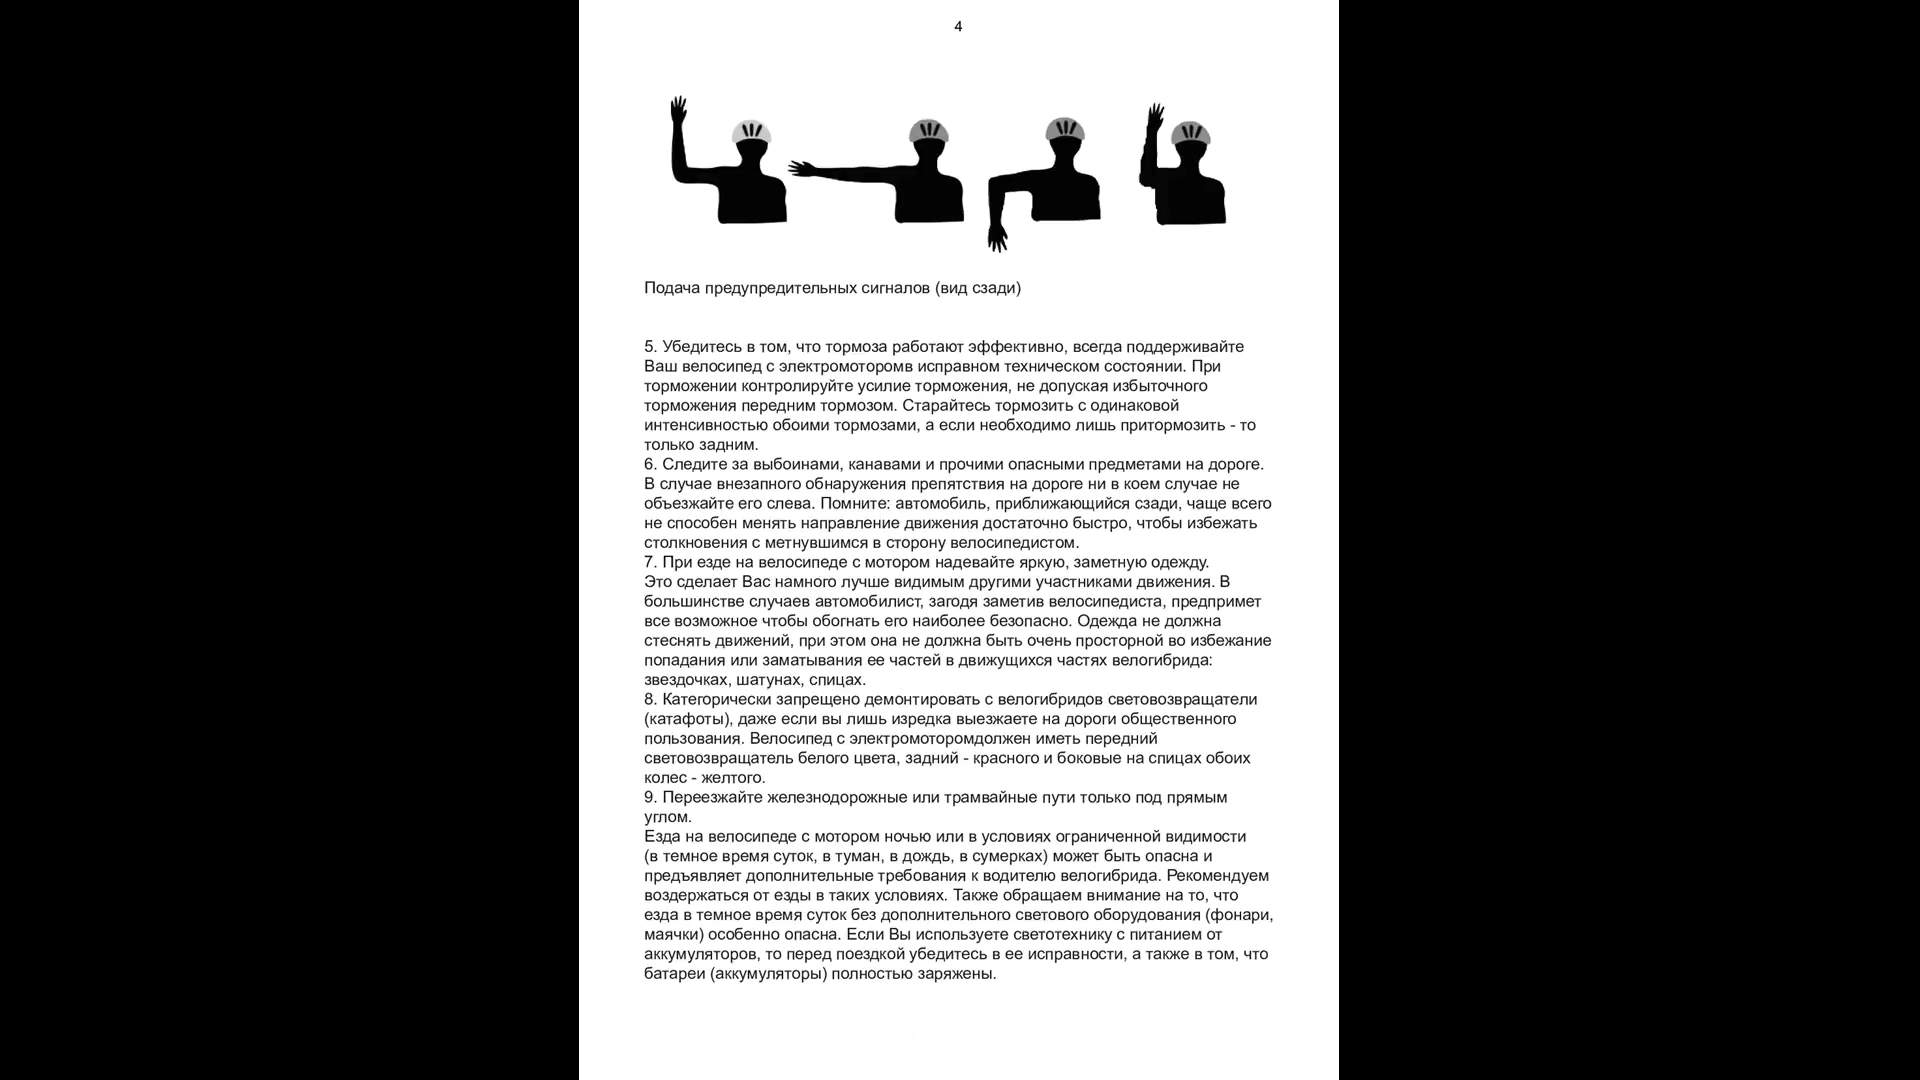 4
Подача предупредительных сигналов (вид сзади)
5. Убедитесь в том, что тормоза работают эффективно, всегда поддерживайте
Ваш велосипед с электромоторомв исправном техническом состоянии. При
торможении контролируйте усилие торможения, не допуская избыточного
торможения передним тормозом. Старайтесь тормозить с одинаковой
интенсивностью обоими тормозами, а если необходимо лишь притормозить - то
только задним.
6. Следите за выбоинами, канавами и прочими опасными предметами на дороге.
В случае внезапного обнаружения препятствия на дороге ни в коем случае не
объезжайте его слева. Помните: автомобиль, приближающийся сзади, чаще всего
не способен менять направление движения достаточно быстро, чтобы избежать
столкновения с метнувшимся в сторону велосипедистом.
7. При езде на велосипеде с мотором надевайте яркую, заметную одежду.
Это сделает Вас намного лучше видимым другими участниками движения. В
большинстве случаев автомобилист, загодя заметив велосипедиста, предпримет
все возможное чтобы обогнать его наиболее безопасно. Одежда не должна
стеснять движений, при этом она не должна быть очень просторной во избежание
попадания или заматывания ее частей в движущихся частях велогибрида:
звездочках, шатунах, спицах.
8. Категорически запрещено демонтировать с велогибридов световозвращатели
(катафоты), даже если вы лишь изредка выезжаете на дороги общественного
пользования. Велосипед с электромоторомдолжен иметь передний
световозвращатель белого цвета, задний - красного и боковые на спицах обоих
колес - желтого.
9. Переезжайте железнодорожные или трамвайные пути только под прямым
углом.
Езда на велосипеде с мотором ночью или в условиях ограниченной видимости
(в темное время суток, в туман, в дождь, в сумерках) может быть опасна и
предъявляет дополнительные требования к водителю велогибрида. Рекомендуем
воздержаться от езды в таких условиях. Также обращаем внимание на то, что
езда в темное время суток без дополнительного светового оборудования (фонари,
маячки) особенно опасна. Если Вы используете светотехнику с питанием от
аккумуляторов, то перед поездкой убедитесь в ее исправности, а также в том, что
батареи (аккумуляторы) полностью заряжены.